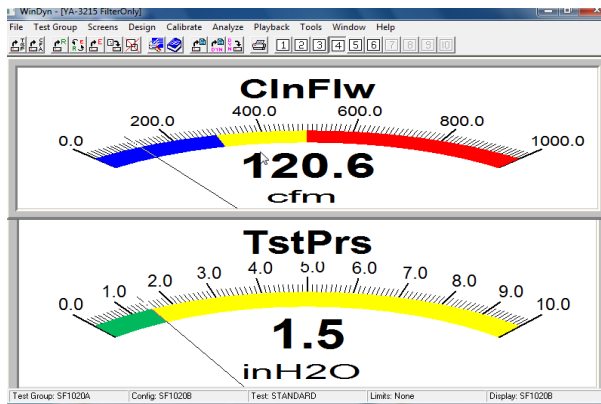 WinDyn - [YA-3215 FilterOnly]
File Test Group Screens Design Calibrate Analyze Playback Tools Window Help
1 2 3 4 5 6 7 8 9 10
ClnFlw
0.0 200.0 400.0 600.0 800.0 1000.0
120.6
cfm
TstPrs
0.0 1.0 2.0 3.0 4.0 5.0 6.0 7.0 8.0 9.0 10.0
1.5
inH2O
Test Group: SF1020A Config: SF1020B Test: STANDARD Limits: None Display: SF1020B